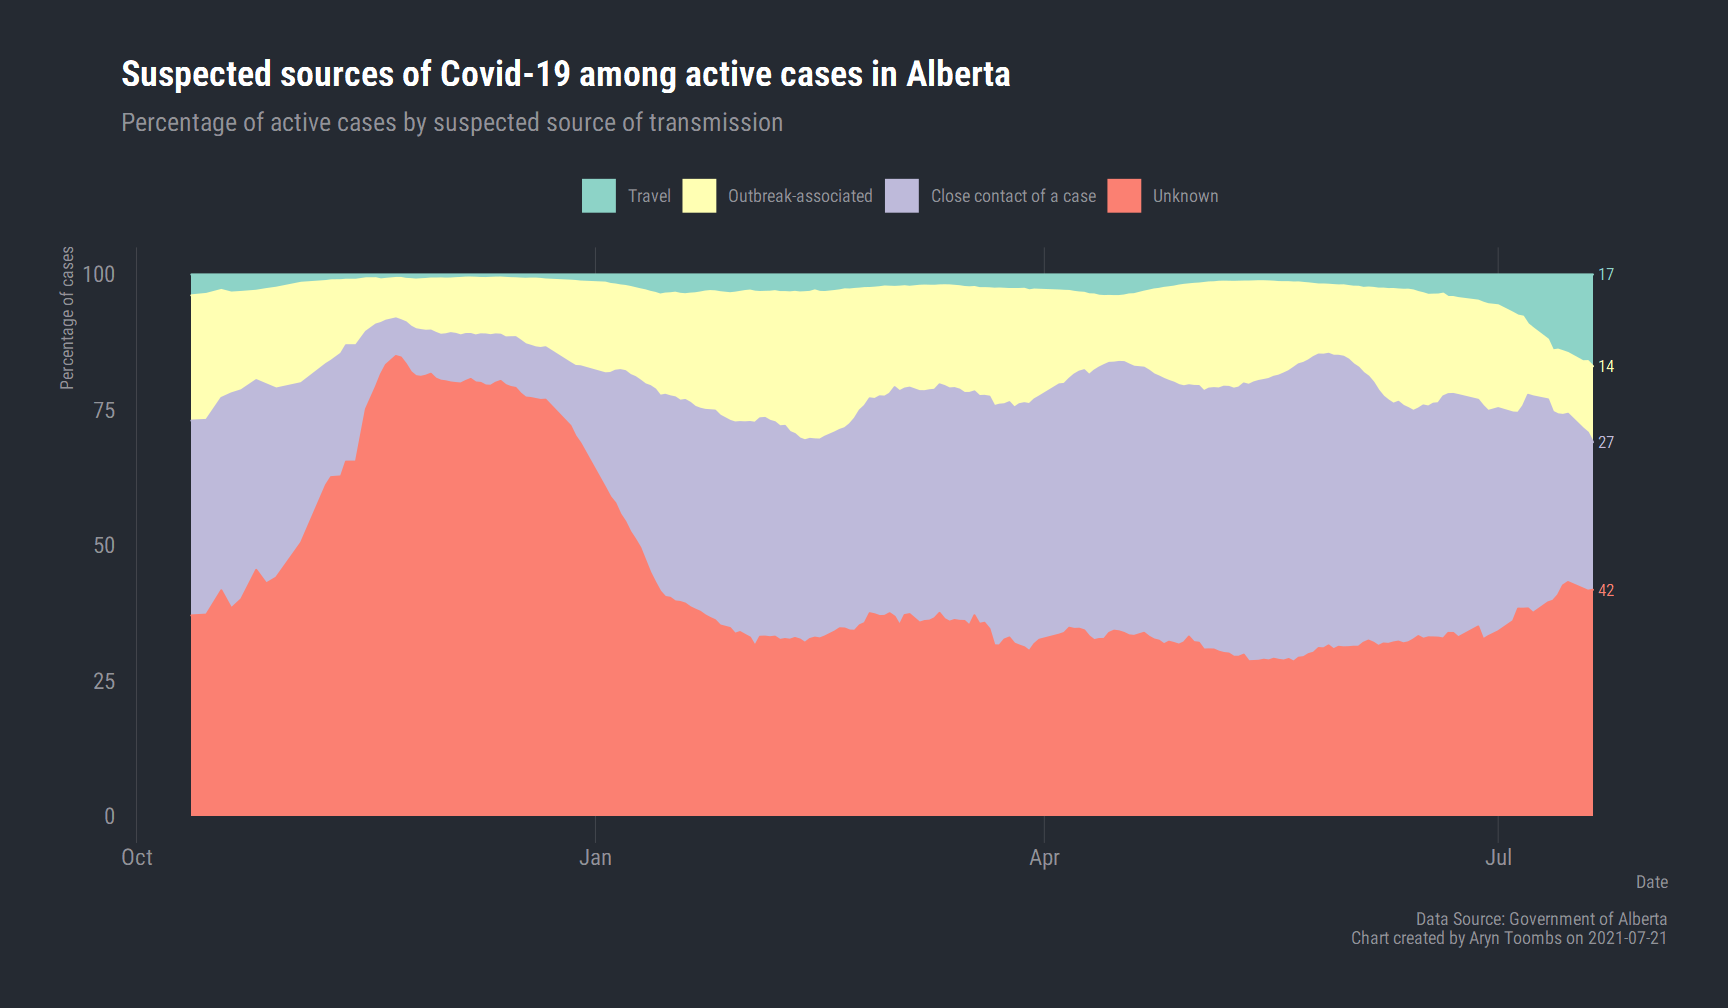 Suspected sources of Covid-19 among active cases in Alberta
Percentage of active cases by suspected source of transmission
Travel
Outbreak-associated
Close contact of a case
Unknown
Percentage of cases
100
75
50
25
0
17
14
27
42
Oct
Jan
Apr
Jul
Date
Data Source: Government of Alberta
Chart created by Aryn Toombs on 2021-07-21